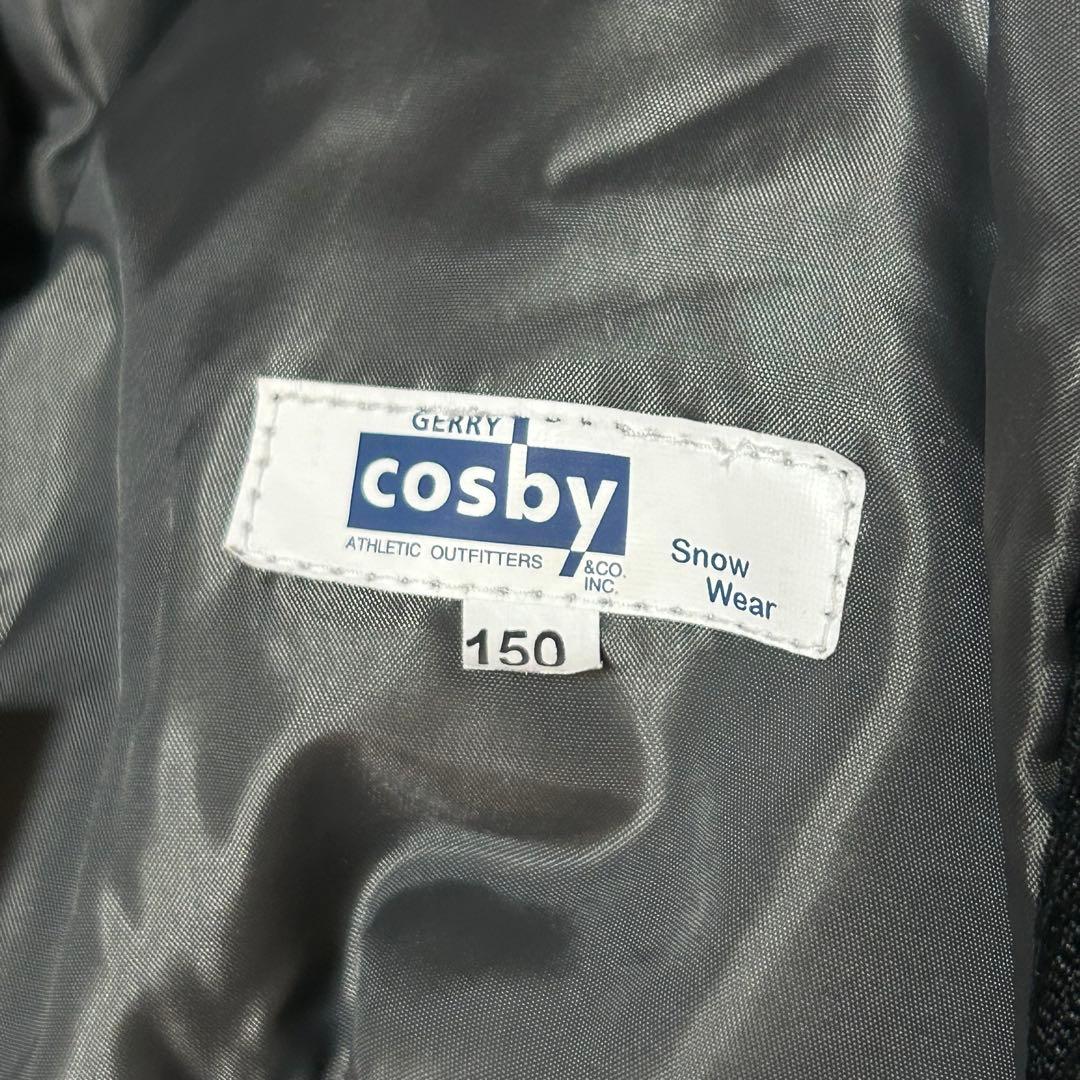 GERRY
cosby
ATHLETIC OUTFITTERS &CO.
INC.
Snow
Wear
150